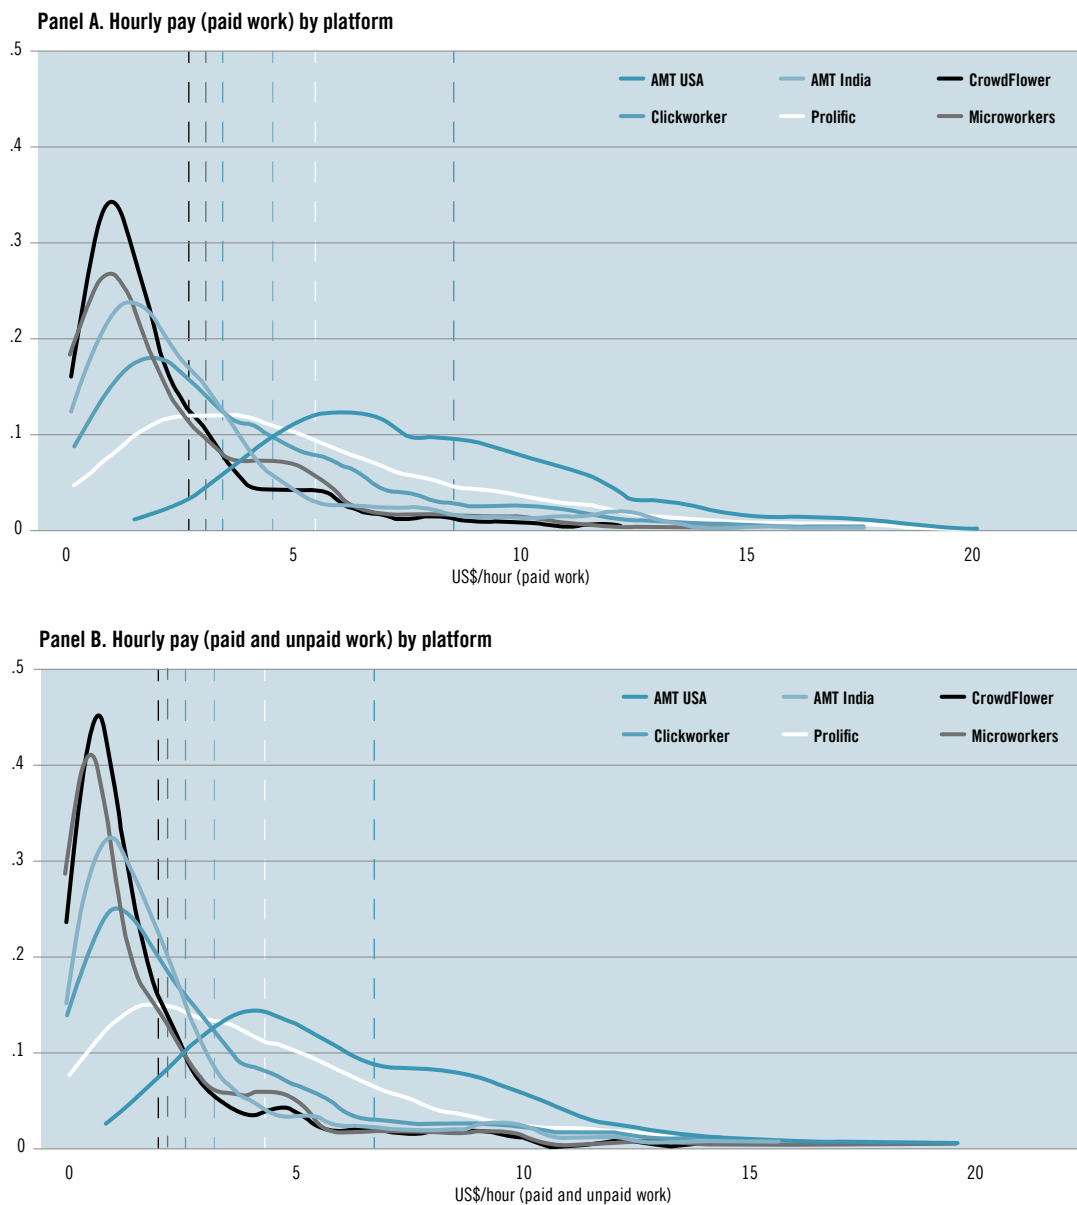 Panel A. Hourly pay (paid work) by platform
.5
AMT USA AMT India CrowdFlower
Clickworker Prolific Microworkers
.4
.3
.2
.1
0
0 5 10 15 20
US$/hour (paid work)
Panel B. Hourly pay (paid and unpaid work) by platform
.5
AMT USA AMT India CrowdFlower
Clickworker Prolific Microworkers
.4
.3
.2
.1
0
0 5 10 15 20
US$/hour (paid and unpaid work)